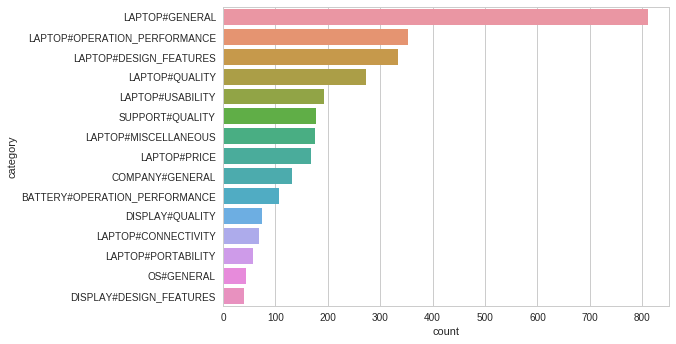 LAPTOP#GENERAL
LAPTOP#OPERATION_PERFORMANCE
LAPTOP#DESIGN_FEATURES
LAPTOP#QUALITY
LAPTOP#USABILITY
SUPPORT#QUALITY
LAPTOP#MISCELLANEOUS
LAPTOP#PRICE
COMPANY#GENERAL
BATTERY#OPERATION_PERFORMANCE
DISPLAY#QUALITY
LAPTOP#CONNECTIVITY
LAPTOP#PORTABILITY
OS#GENERAL
DISPLAY#DESIGN_FEATURES
category
0 100 200 300 400 500 600 700 800
count